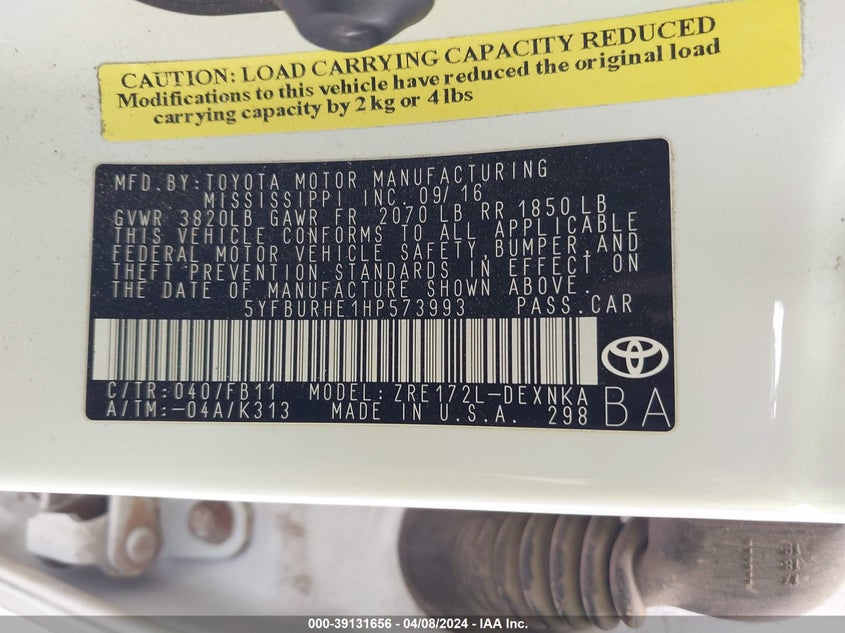 CAUTION: LOAD CARRYING CAPACITY REDUCED
Modifications to this vehicle have reduced the original load
carrying capacity by 2 kg or 4 lbs
MFD.BY:TOYOTA MOTOR MANUFACTURING
MISSISSIPPI INC. 09/16
GVWR 3820LB GAWR FR 2070 LB RR 1850 LB
THIS VEHICLE CONFORMS TO ALL APPLICABLE
FEDERAL MOTOR VEHICLE SAFETY,BUMPER,AND
THEFT PREVENTION STANDARDS IN EFFECT ON
THE DATE OF MANUFACTURE SHOWN ABOVE.
5YFBURHE1HP573993 PASS.CAR
C/TR:040/FB11 MODEL: ZRE172L-DEXNKA
A/TM:-04A/K313 MADE IN U.S.A. 298 BA
000-39131656 - 04/08/2024 - IAA Inc.